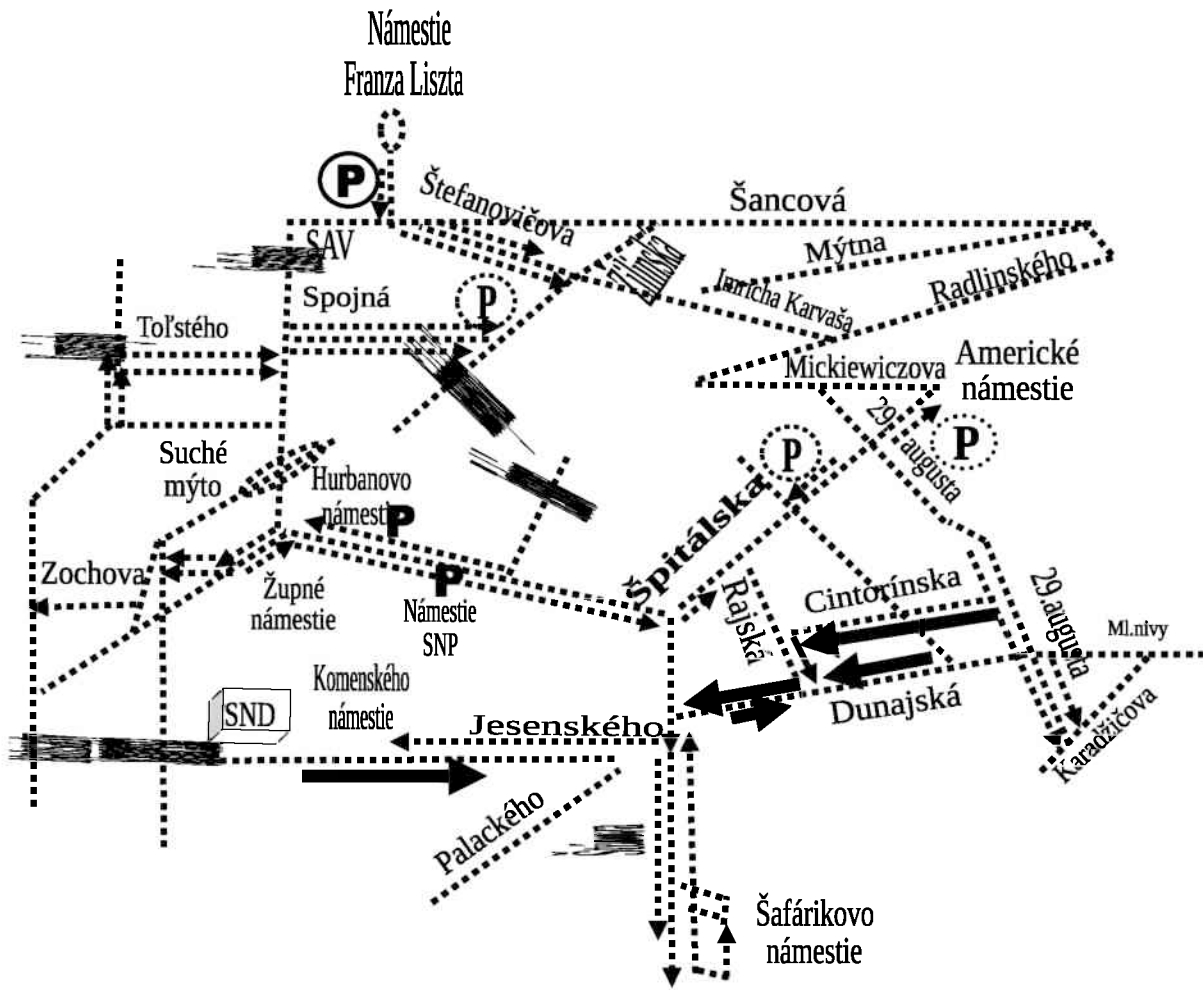 Námestie
Franza Liszta
P
Štefanovičova
Šancová
SAV
Mýtna
Žilinská
Radlinského
Imricha Karvaša
Spojná
P
Toľstého
Mickiewiczova
Americké
námestie
29. augusta
P
P
Suché
mýto
Hurbanovo
námestie
P
Špitálska
Zochova
Župné
námestie
P
Námestie
SNP
Rajská
Cintorínska
29.augusta
Ml.nivy
Komenského
námestie
SND
Jesenského
Dunajská
Karadžičova
Palackého
Šafárikovo
námestie